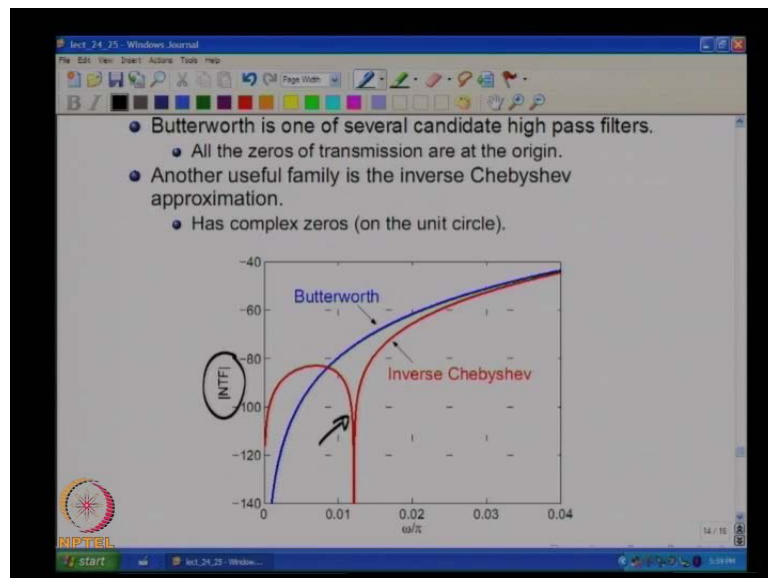 lect_24_25 - Windows Journal
File Edit View Insert Actions Tools Help
Page Width
B I
Butterworth is one of several candidate high pass filters.
All the zeros of transmission are at the origin.
Another useful family is the inverse Chebyshev
approximation.
Has complex zeros (on the unit circle).
−40
−60
−80
−100
−120
−140
|NTF|
Butterworth
Inverse Chebyshev
0 0.01 0.02 0.03 0.04
ω/π
14 / 16
NPTEL
start
lect_24_25 - Window...
5:59 PM